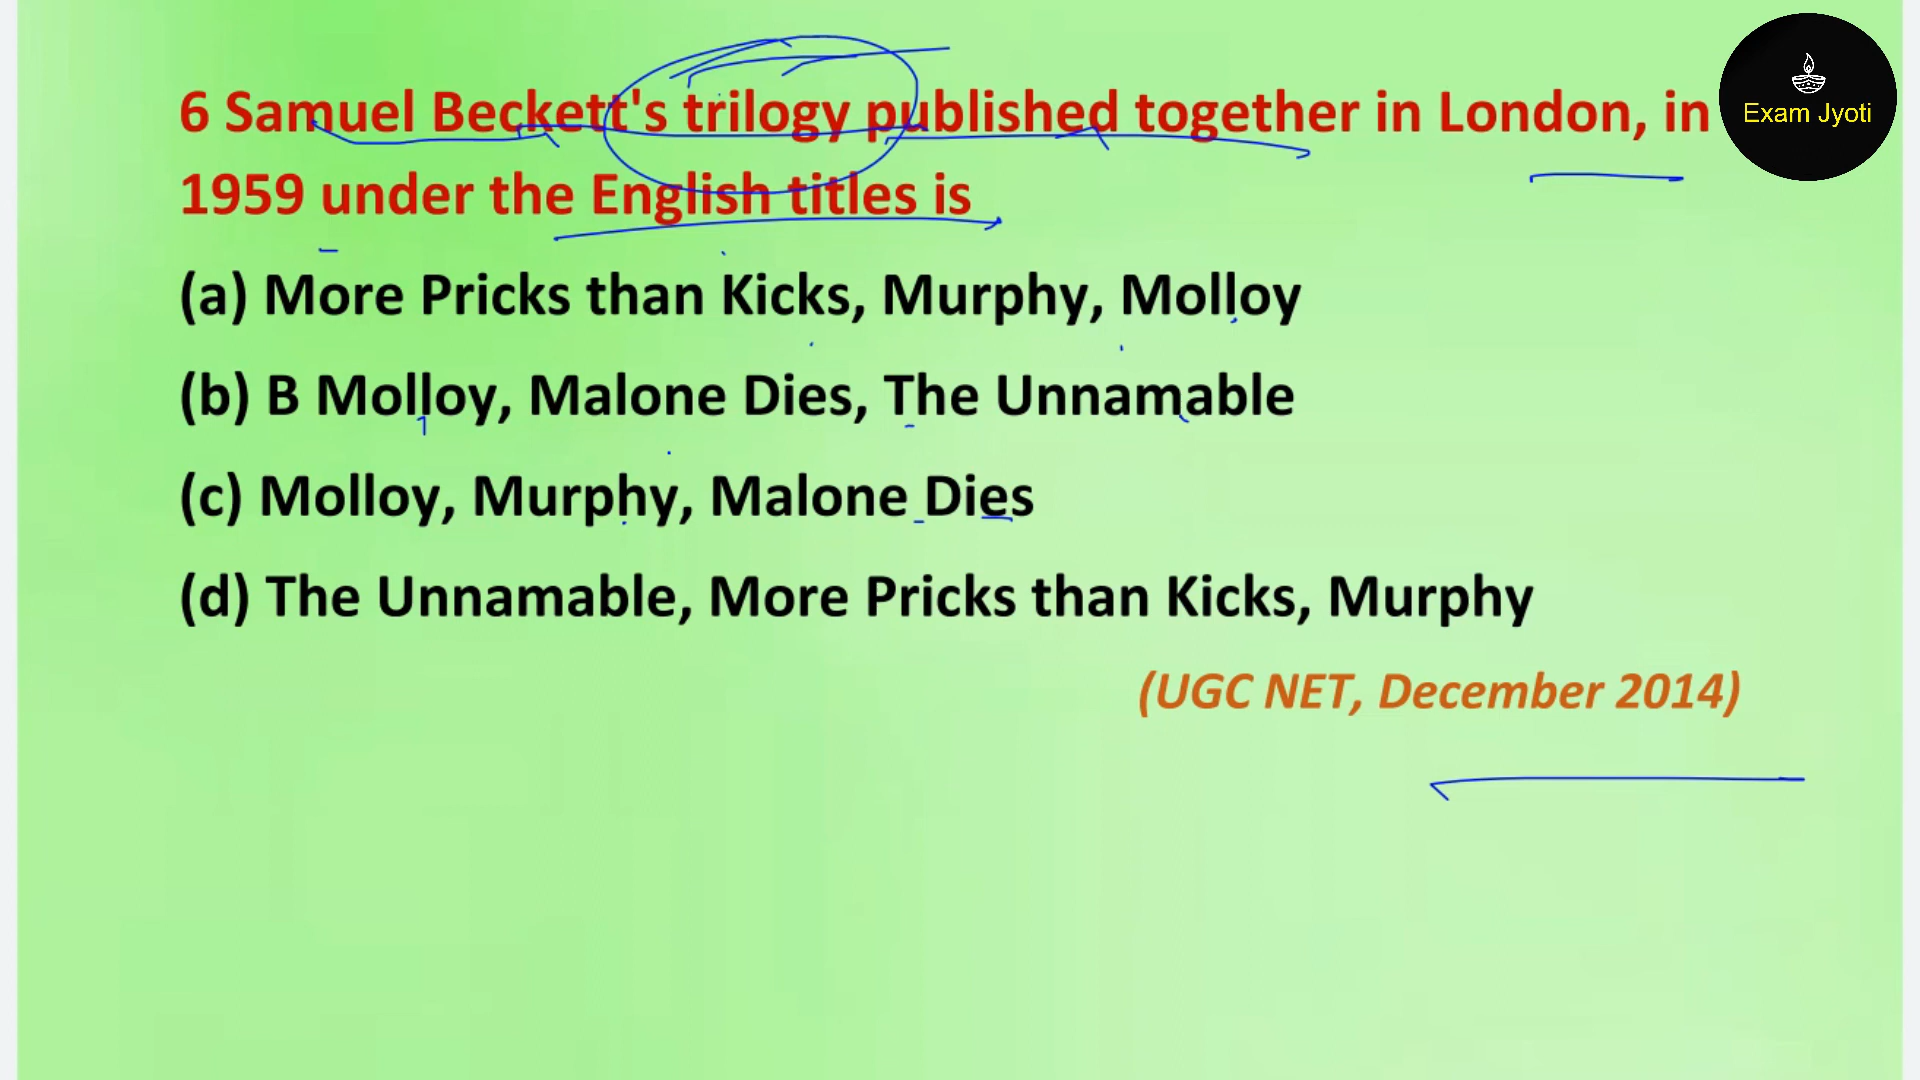 6 Samuel Beckett's trilogy published together in London, in
1959 under the English titles is
(a) More Pricks than Kicks, Murphy, Molloy
(b) B Molloy, Malone Dies, The Unnamable
(c) Molloy, Murphy, Malone Dies
(d) The Unnamable, More Pricks than Kicks, Murphy
(UGC NET, December 2014)
Exam Jyoti